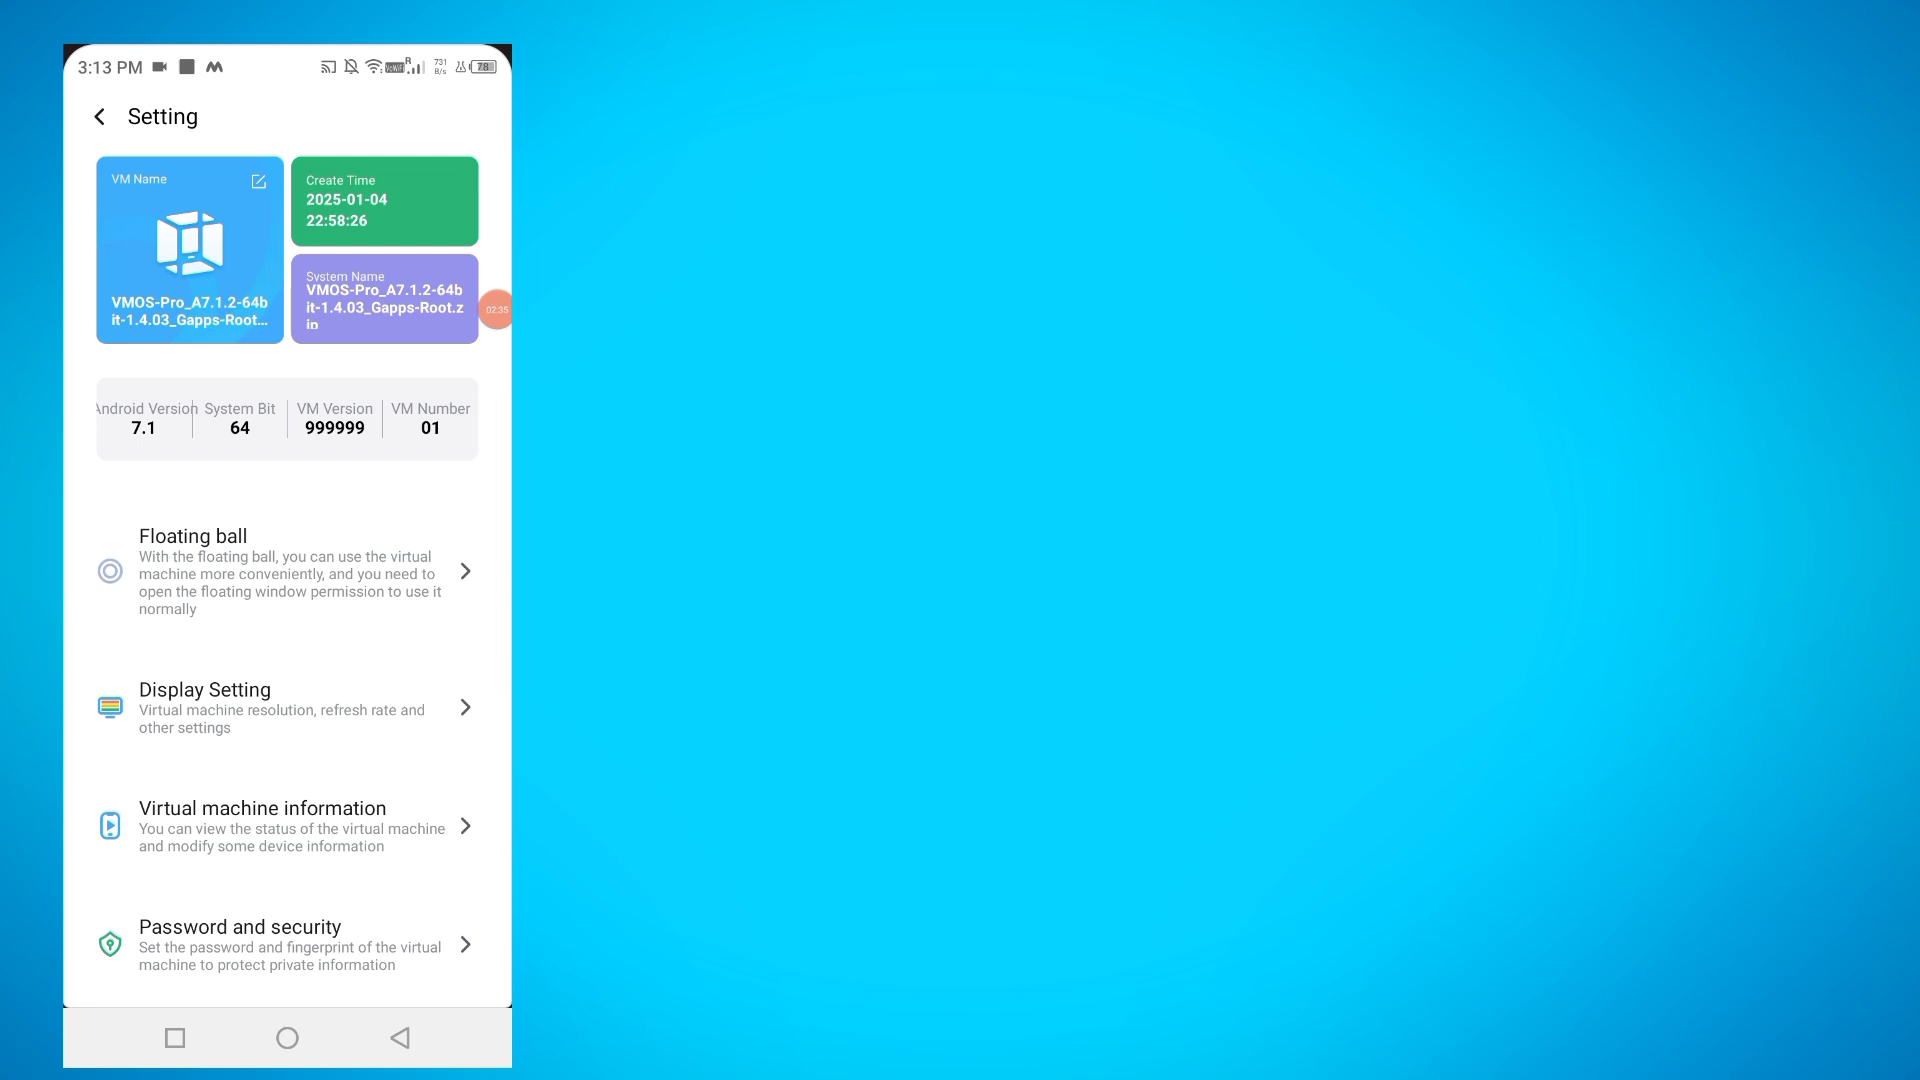 3:13 PM
731
B/s
R
VoWiFi
78
Setting
VM Name
VMOS-Pro_A7.1.2-64b
it-1.4.03_Gapps-Root...
Create Time
2025-01-04
22:58:26
System Name
VMOS-Pro_A7.1.2-64b
it-1.4.03_Gapps-Root.z
ip
02:35
Android Version
7.1
System Bit
64
VM Version
999999
VM Number
01
Floating ball
With the floating ball, you can use the virtual
machine more conveniently, and you need to
open the floating window permission to use it
normally
Display Setting
Virtual machine resolution, refresh rate and
other settings
Virtual machine information
You can view the status of the virtual machine
and modify some device information
Password and security
Set the password and fingerprint of the virtual
machine to protect private information